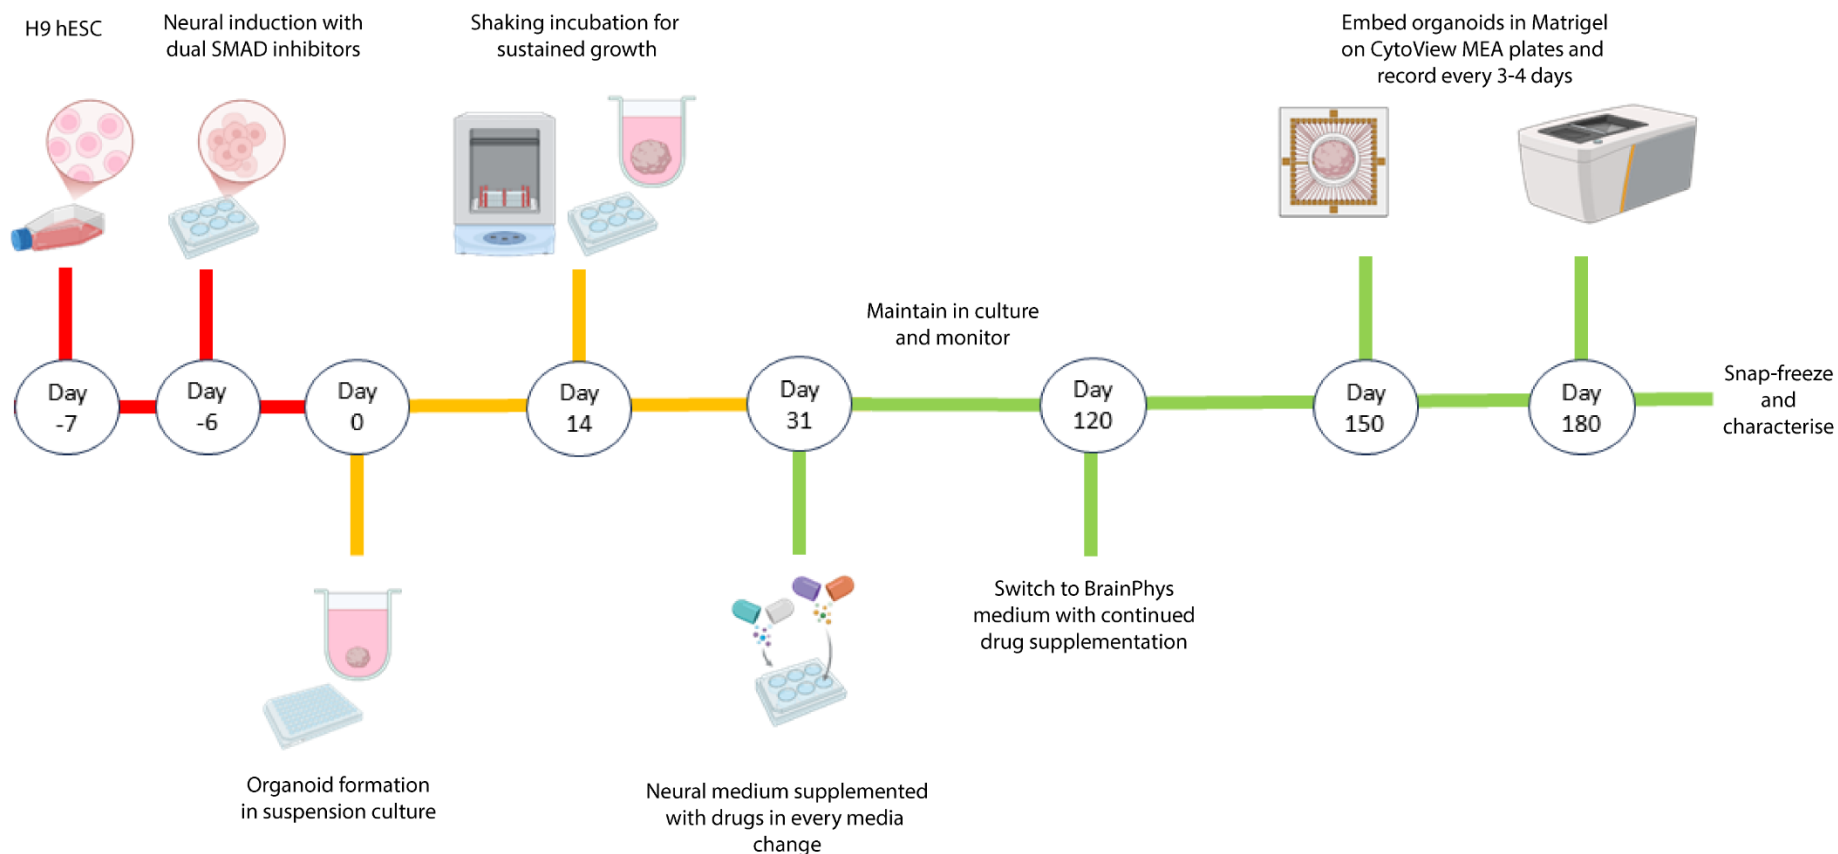 H9 hESC
Neural induction with
dual SMAD inhibitors
Shaking incubation for
sustained growth
Embed organoids in Matrigel
on CytoView MEA plates and
record every 3-4 days
Maintain in culture
and monitor
Day
-7
Day
-6
Day
0
Day
14
Day
31
Day
120
Day
150
Day
180
Snap-freeze
and
characterise
Organoid formation
in suspension culture
Neural medium supplemented
with drugs in every media
change
Switch to BrainPhys
medium with continued
drug supplementation